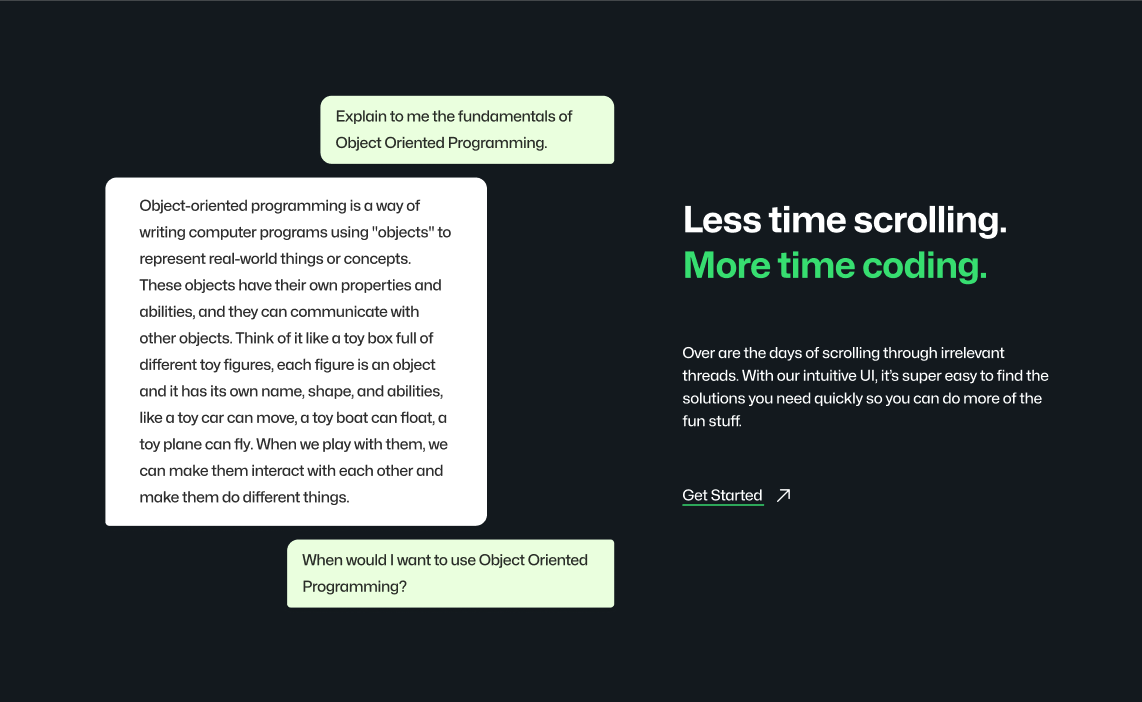 Explain to me the fundamentals of
Object Oriented Programming.
Object-oriented programming is a way of
writing computer programs using "objects" to
represent real-world things or concepts.
These objects have their own properties and
abilities, and they can communicate with
other objects. Think of it like a toy box full of
different toy figures, each figure is an object
and it has its own name, shape, and abilities,
like a toy car can move, a toy boat can float, a
toy plane can fly. When we play with them, we
can make them interact with each other and
make them do different things.
When would I want to use Object Oriented
Programming?
Less time scrolling.
More time coding.
Over are the days of scrolling through irrelevant
threads. With our intuitive UI, it's super easy to find the
solutions you need quickly so you can do more of the
fun stuff.
Get Started